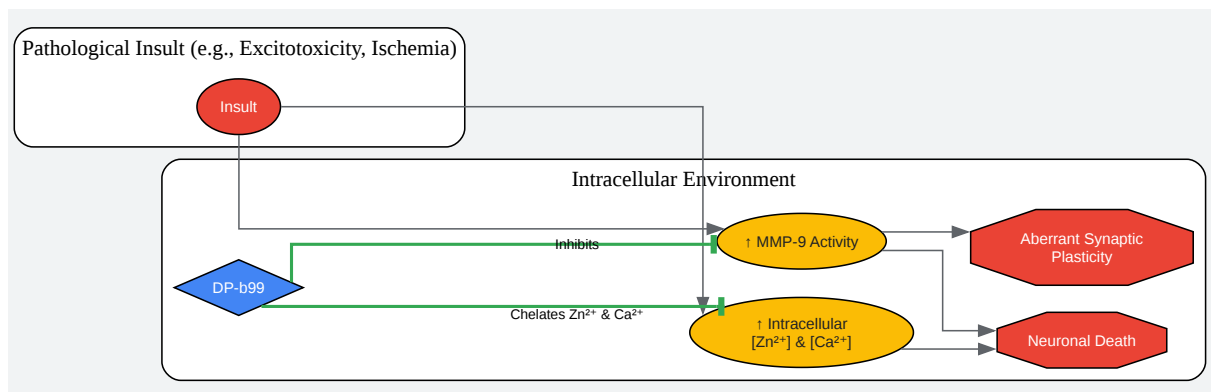 Pathological Insult (e.g., Excitotoxicity, Ischemia)
Insult
Intracellular Environment
Inhibits
↑ MMP-9 Activity
Aberrant Synaptic
Plasticity
DP-b99
Chelates Zn²⁺ & Ca²⁺
↑ Intracellular
[Zn²⁺] & [Ca²⁺]
Neuronal Death